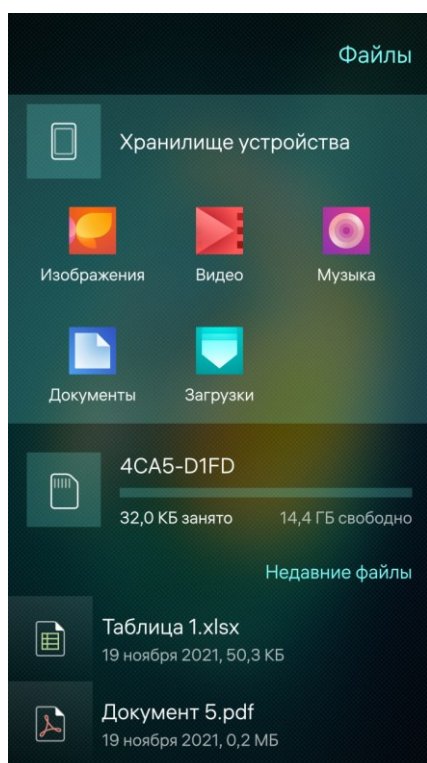 Файлы
Хранилище устройства
Изображения Видео Музыка
Документы Загрузки
4CA5-D1FD
32,0 КБ занято 14,4 ГБ свободно
Недавние файлы
Таблица 1.xlsx
19 ноября 2021, 50,3 КБ
Документ 5.pdf
19 ноября 2021, 0,2 МБ